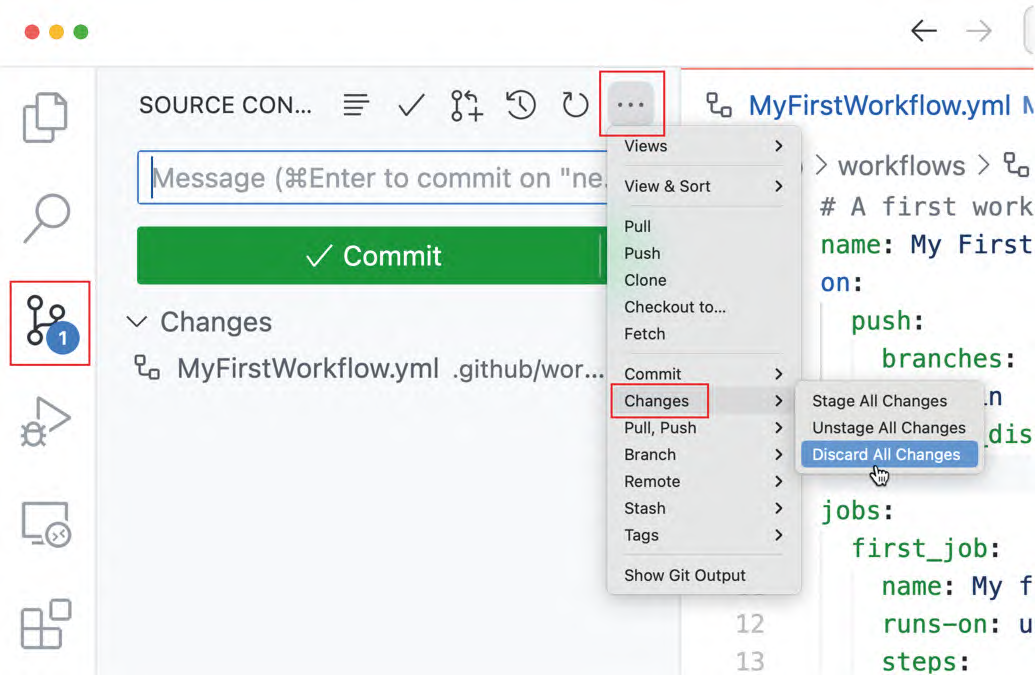 SOURCE CON...
Message (⌘Enter to commit on "ne.
Commit
Changes
MyFirstWorkflow.yml .github/wor...
1
Views
View & Sort
Pull
Push
Clone
Checkout to...
Fetch
Commit
Changes
Pull, Push
Branch
Remote
Stash
Tags
Show Git Output
Stage All Changes
Unstage All Changes
Discard All Changes
MyFirstWorkflow.yml M
workflows
# A first work
name: My First
on:
push:
branches:
in
_dis
jobs:
first_job:
name: My f
12 runs-on: u
13 steps: